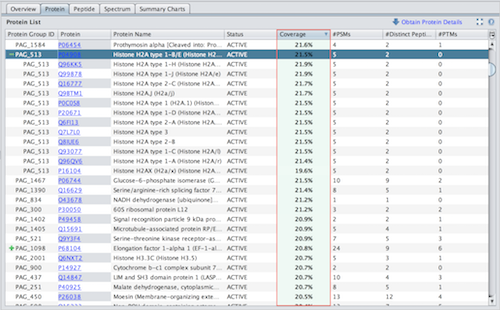 Overview Protein Peptide Spectrum Summary Charts
Protein List Obtain Protein Details
Protein Group ID Protein Protein Name Status Coverage #PSMs #Distinct Pepti... #PTMs
PAG_1584 P06454 Prothymosin alpha [Cleaved into: Pro... ACTIVE 21.6% 4 2 1
PAG_513 Histone H2A type 1-B/E (Histone H2... ACTIVE 21.5% 5 2 0
PAG_513 Q96KK5 Histone H2A type 1-H (Histone H2A... ACTIVE 21.9% 5 2 0
PAG_513 Q99878 Histone H2A type 1-J (Histone H2A/e) ACTIVE 21.9% 5 2 0
PAG_513 Q16777 Histone H2A type 2-C (Histone H2A... ACTIVE 21.7% 5 2 0
PAG_513 Q9BTM1 Histone H2A.J (H2a/j) ACTIVE 21.7% 5 2 0
PAG_513 P0C0S8 Histone H2A type 1 (H2A.1) (Histon... ACTIVE 21.5% 5 2 0
PAG_513 P20671 Histone H2A type 1-D (Histone H2A... ACTIVE 21.5% 5 2 0
PAG_513 Q6FI13 Histone H2A type 2-A (Histone H2A... ACTIVE 21.5% 5 2 0
PAG_513 Q7L7L0 Histone H2A type 3 ACTIVE 21.5% 5 2 0
PAG_513 Q8IUE6 Histone H2A type 2-B ACTIVE 21.5% 5 2 0
PAG_513 Q93077 Histone H2A type 1-C (Histone H2A/l) ACTIVE 21.5% 5 2 0
PAG_513 Q96QV6 Histone H2A type 1-A (Histone H2A/r) ACTIVE 21.4% 5 2 0
PAG_513 P16104 Histone H2AX (H2a/x) (Histone H2A... ACTIVE 19.6% 5 2 0
PAG_1467 P06744 Glucose-6-phosphate isomerase (G... ACTIVE 21.5% 10 9 2
PAG_1390 Q16629 Serine/arginine-rich splicing factor 7... ACTIVE 21.4% 8 5 1
PAG_834 O43678 NADH dehydrogenase [ubiquinone]... ACTIVE 21.2% 1 1 0
PAG_300 P30050 60S ribosomal protein L12 ACTIVE 21.2% 3 2 0
PAG_1402 P49458 Signal recognition particle 9 kDa pro... ACTIVE 20.9% 2 2 1
PAG_1405 Q15691 Microtubule-associated protein RP/E... ACTIVE 20.9% 5 4 1
PAG_521 Q9Y3F4 Serine-threonine kinase receptor-as... ACTIVE 20.9% 7 5 3
PAG_1098 P68104 Elongation factor 1-alpha 1 (EF-1-al... ACTIVE 20.8% 24 9 6
PAG_2001 Q6NXT2 Histone H3.3C (Histone H3.5) ACTIVE 20.7% 3 2 1
PAG_900 P14927 Cytochrome b-c1 complex subunit 7... ACTIVE 20.7% 3 2 0
PAG_437 Q14847 LIM and SH3 domain protein 1 (LASP... ACTIVE 20.7% 10 4 3
PAG_251 P40925 Malate dehydrogenase, cytoplasmic... ACTIVE 20.7% 8 5 1
PAG_450 P26038 Moesin (Membrane-organizing exte... ACTIVE 20.5% 13 12 4